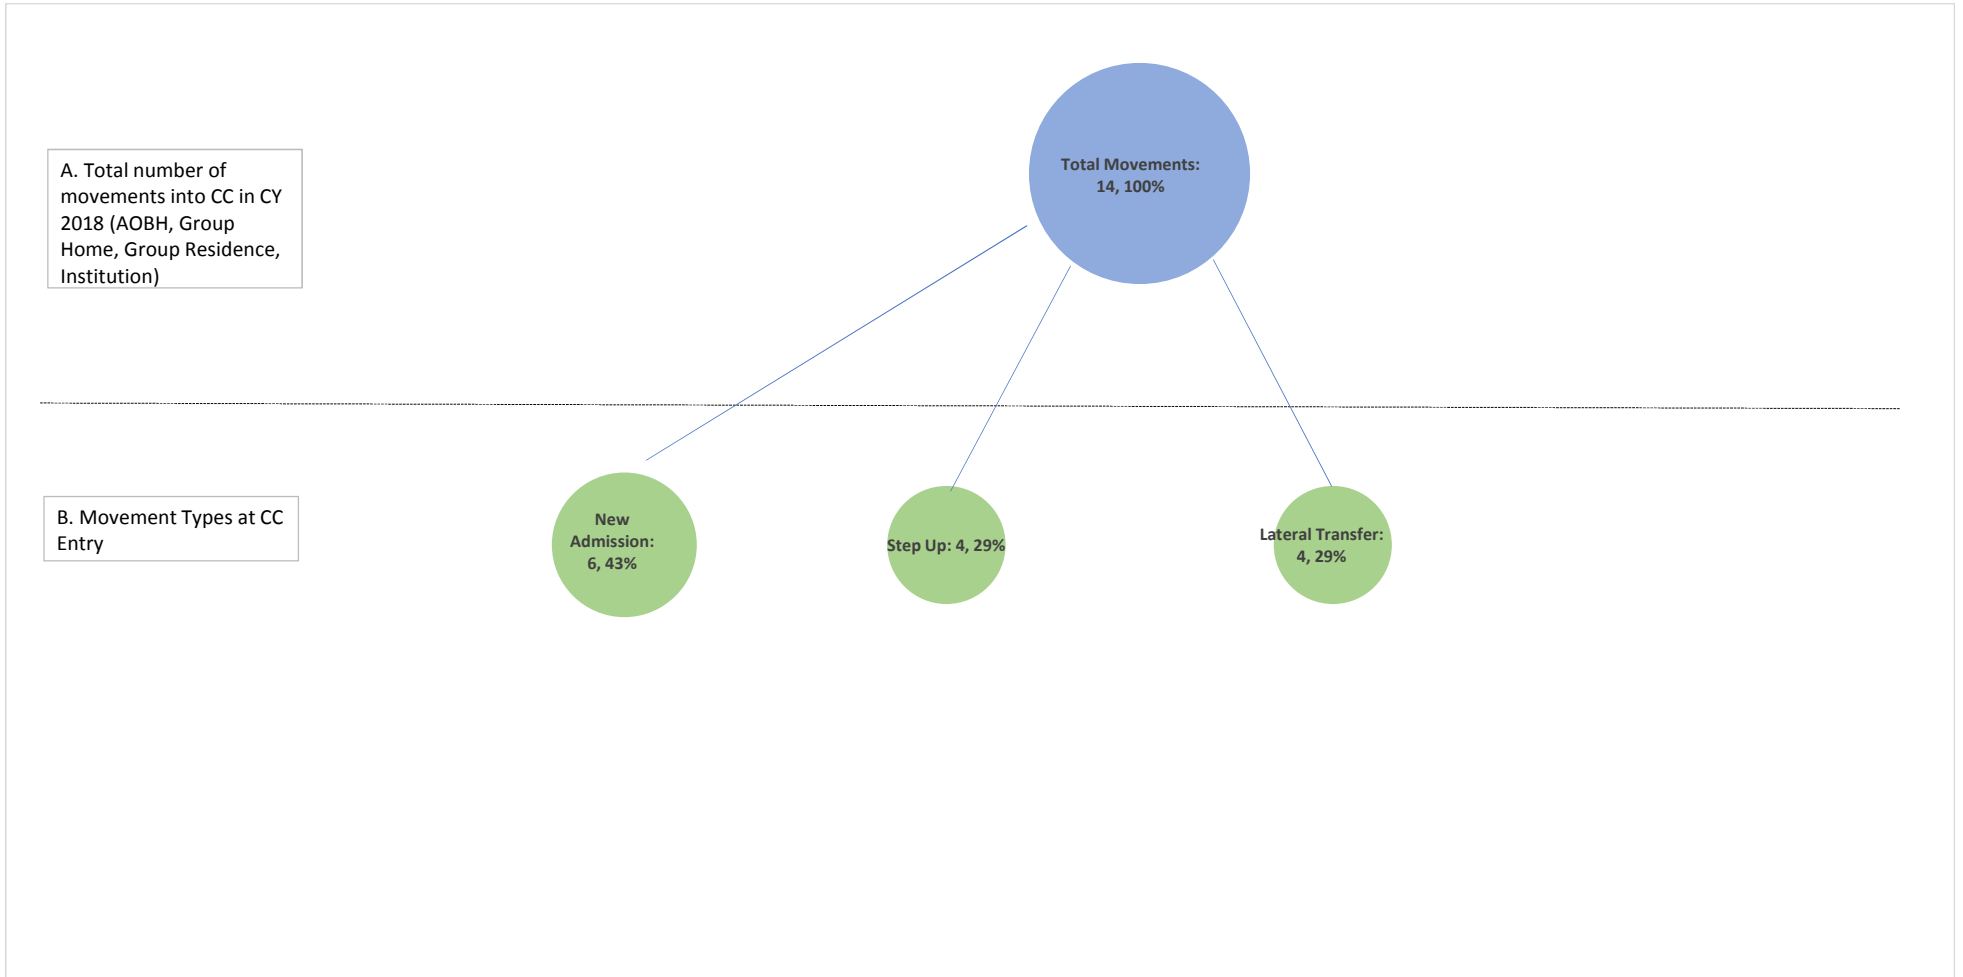 Total Movements:
14, 100%
A. Total number of
movements into CC in CY
2018 (AOBH, Group
Home, Group Residence,
Institution)
B. Movement Types at CC
Entry
New
Admission:
6, 43%
Step Up: 4, 29%
Lateral Transfer:
4, 29%